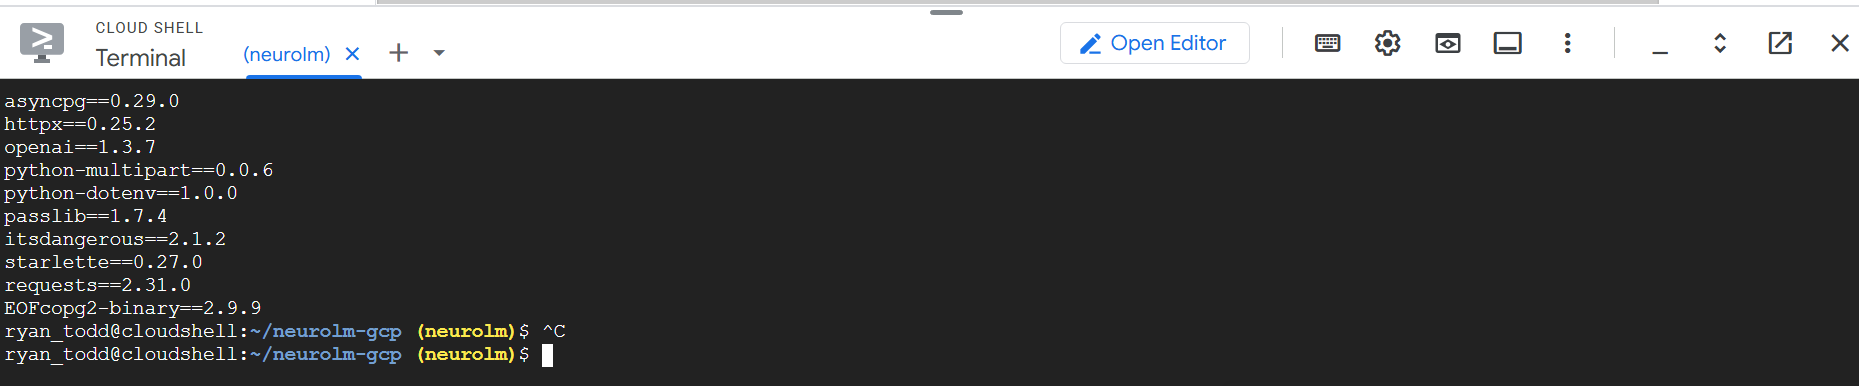 CLOUD SHELL
Terminal
(neurolm)
Open Editor
asyncpg==0.29.0
httpx==0.25.2
openai==1.3.7
python-multipart==0.0.6
python-dotenv==1.0.0
passlib==1.7.4
itsdangerous==2.1.2
starlette==0.27.0
requests==2.31.0
EOFcopg2-binary==2.9.9
ryan_todd@cloudshell:~/neurolm-gcp (neurolm)$ ^C
ryan_todd@cloudshell:~/neurolm-gcp (neurolm)$